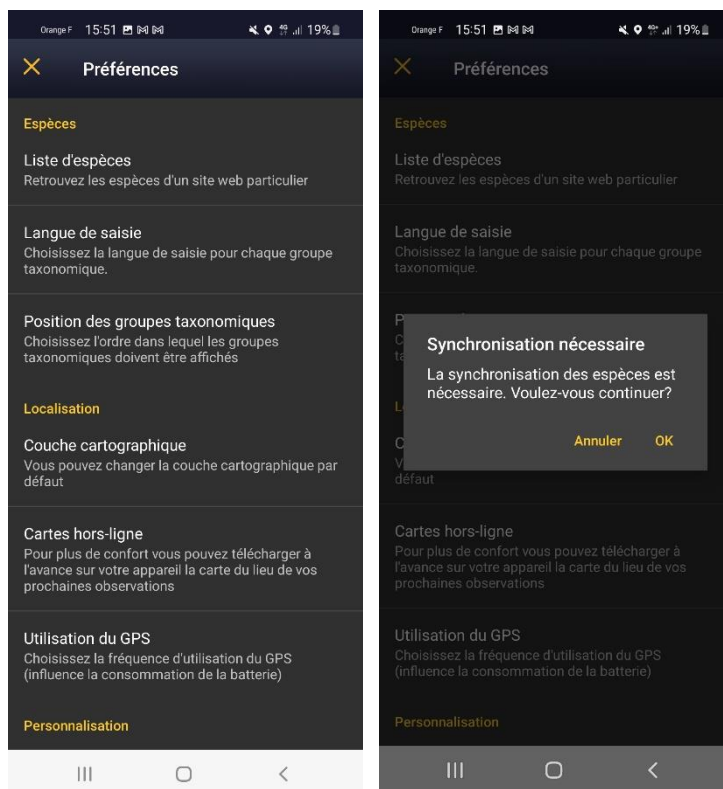 Orange F 15:51 19%
Préférences
Espèces
Liste d'espèces
Retrouvez les espèces d'un site web particulier
Langue de saisie
Choisissez la langue de saisie pour chaque groupe
taxonomique.
Position des groupes taxonomiques
Choisissez l'ordre dans lequel les groupes
taxonomiques doivent être affichés
Localisation
Couche cartographique
Vous pouvez changer la couche cartographique par
défaut
Cartes hors-ligne
Pour plus de confort vous pouvez télécharger à
l'avance sur votre appareil la carte du lieu de vos
prochaines observations
Utilisation du GPS
Choisissez la fréquence d'utilisation du GPS
(influence la consommation de la batterie)
Personnalisation
Orange F 15:51 19%
Préférences
Espèces
Liste d'espèces
Retrouvez les espèces d'un site web particulier
Langue de saisie
Choisissez la langue de saisie pour chaque groupe
taxonomique.
Synchronisation nécessaire
La synchronisation des espèces est
nécessaire. Voulez-vous continuer?
Annuler OK
défaut
Cartes hors-ligne
Pour plus de confort vous pouvez télécharger à
l'avance sur votre appareil la carte du lieu de vos
prochaines observations
Utilisation du GPS
Choisissez la fréquence d'utilisation du GPS
(influence la consommation de la batterie)
Personnalisation